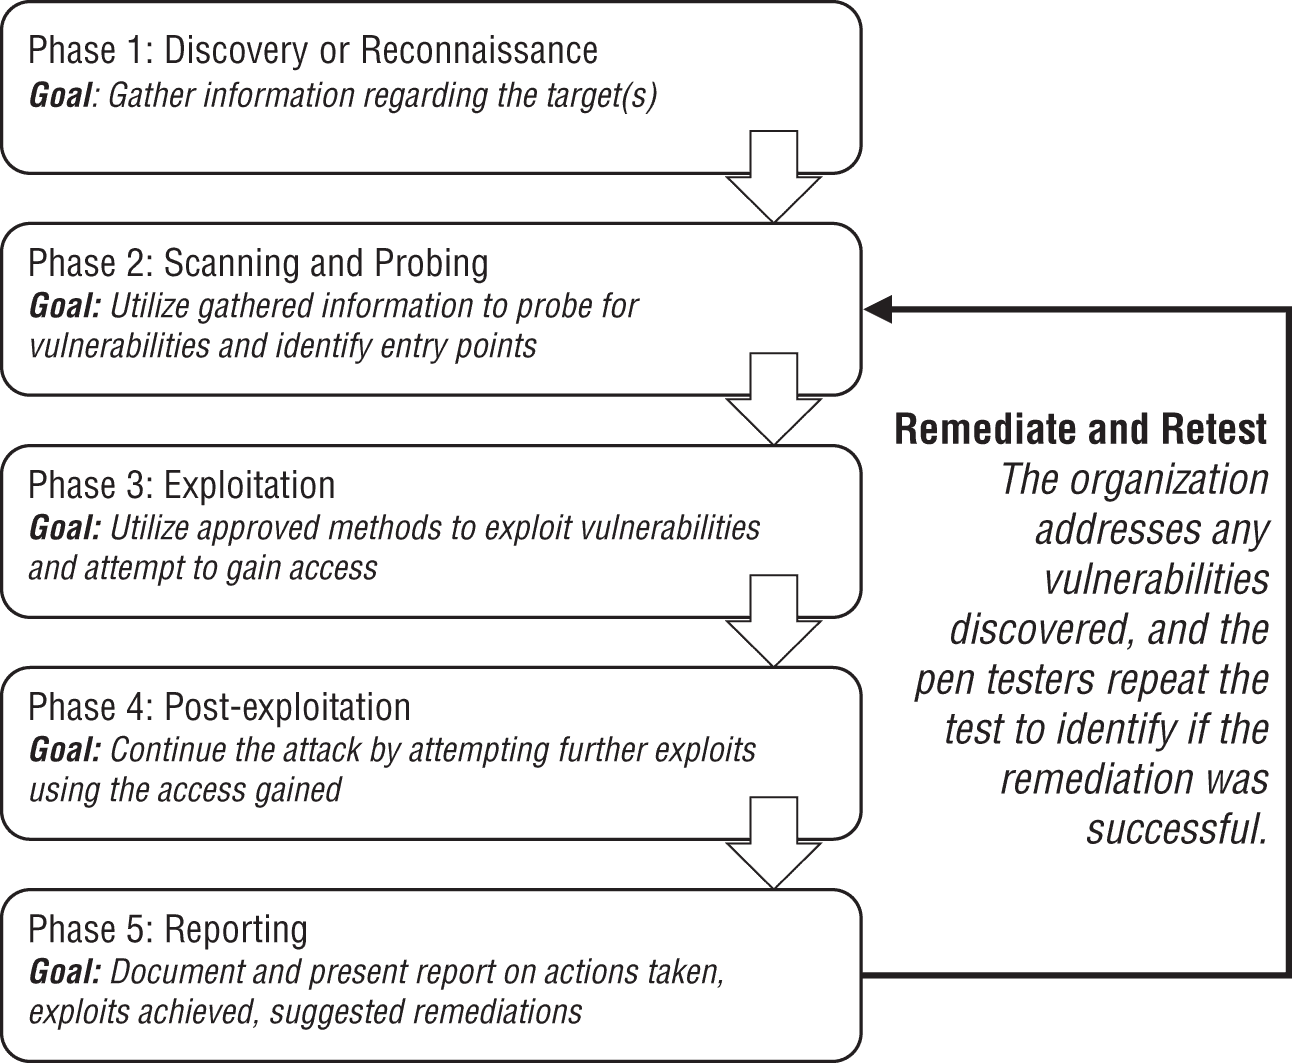 Phase 1: Discovery or Reconnaissance
Goal: Gather information regarding the target(s)
Phase 2: Scanning and Probing
Goal: Utilize gathered information to probe for
vulnerabilities and identify entry points
Phase 3: Exploitation
Goal: Utilize approved methods to exploit vulnerabilities
and attempt to gain access
Phase 4: Post-exploitation
Goal: Continue the attack by attempting further exploits
using the access gained
Phase 5: Reporting
Goal: Document and present report on actions taken,
exploits achieved, suggested remediations
Remediate and Retest
The organization
addresses any
vulnerabilities
discovered, and the
pen testers repeat the
test to identify if the
remediation was
successful.